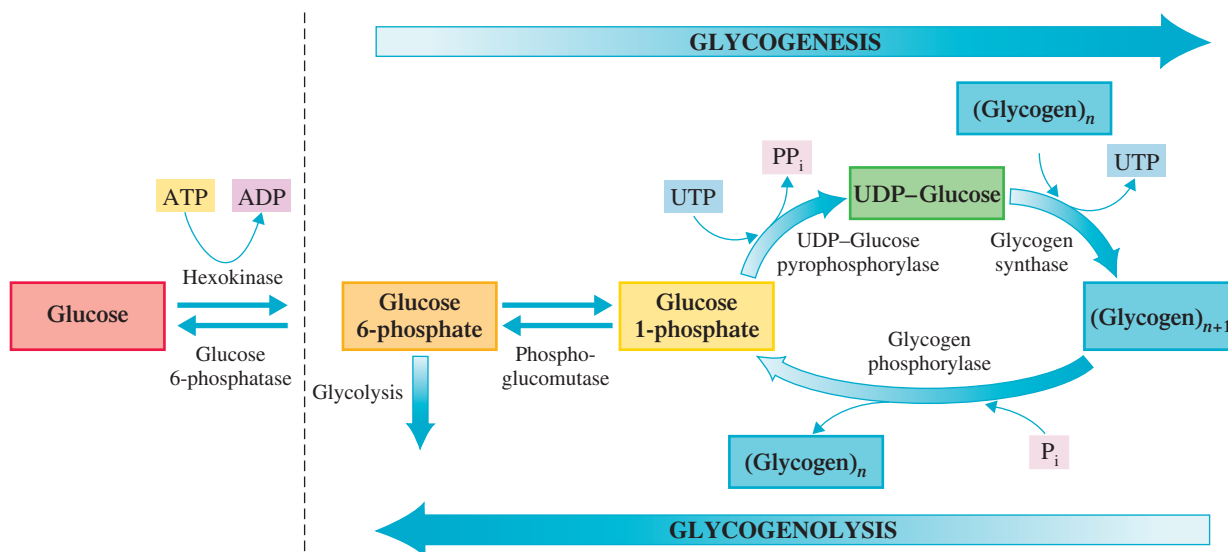 GLYCOGENESIS
(Glycogen)n
PPi
UTP
UTP
UDP–Glucose
ATP
ADP
UDP–Glucose
pyrophosphorylase
Glycogen
synthase
Hexokinase
Glucose
Glucose
6-phosphate
Glucose
1-phosphate
(Glycogen)n+1
Glucose
6-phosphatase
Phospho-
glucomutase
Glycogen
phosphorylase
Glycolysis
(Glycogen)n
Pi
GLYCOGENOLYSIS